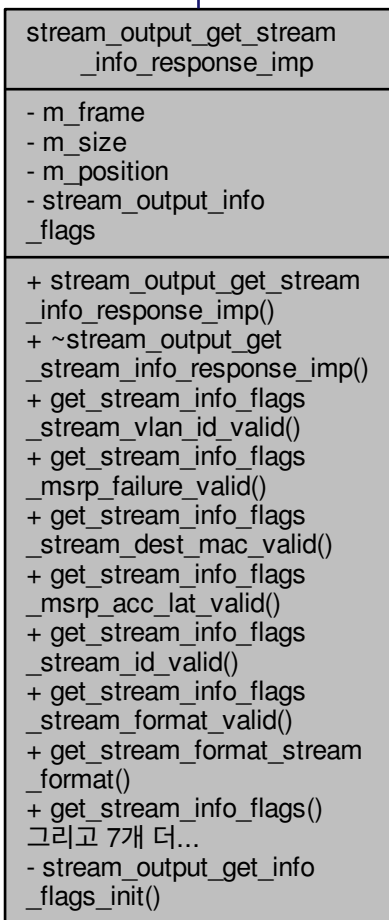 stream_output_get_stream
_info_response_imp
- m_frame
- m_size
- m_position
- stream_output_info
_flags
+ stream_output_get_stream
_info_response_imp()
+ ~stream_output_get
_stream_info_response_imp()
+ get_stream_info_flags
_stream_vlan_id_valid()
+ get_stream_info_flags
_msrp_failure_valid()
+ get_stream_info_flags
_stream_dest_mac_valid()
+ get_stream_info_flags
_msrp_acc_lat_valid()
+ get_stream_info_flags
_stream_id_valid()
+ get_stream_info_flags
_stream_format_valid()
+ get_stream_format_stream
_format()
+ get_stream_info_flags()
그리고 7개 더...
- stream_output_get_info
_flags_init()